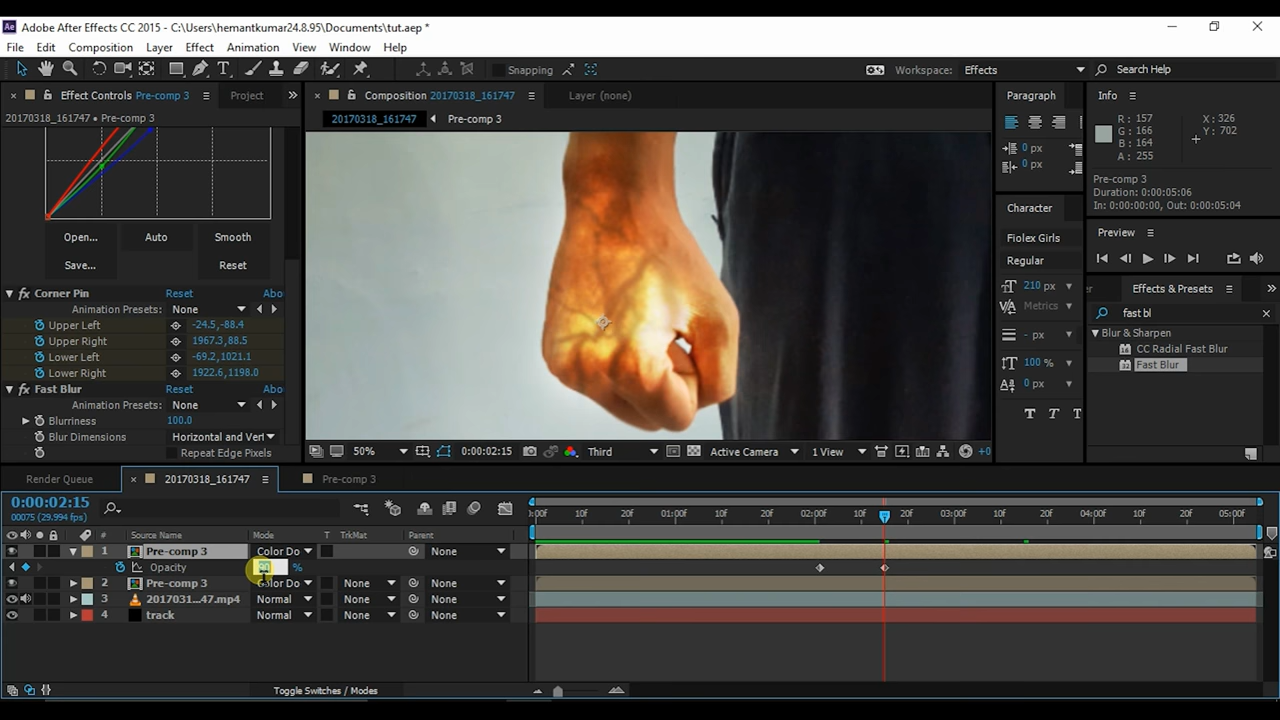 Adobe After Effects CC 2015 - C:\Users\hemantkumar24.8.95\Documents\tut.aep *
File Edit Composition Layer Effect Animation View Window Help
Snapping Workspace: Effects Search Help
Effect Controls Pre-comp 3 Project
20170318_161747 • Pre-comp 3
Open... Auto Smooth
Save... Reset
Corner Pin Reset Abo
Animation Presets: None
Upper Left -24.5,-88.4
Upper Right 1967.3,88.5
Lower Left -69.2,1021.1
Lower Right 1922.6,1198.0
Fast Blur Reset Abo
Animation Presets: None
Blurriness 100.0
Blur Dimensions Horizontal and Vert
Repeat Edge Pixels
Composition 20170318_161747 Layer (none)
20170318_161747 Pre-comp 3
50% 0:00:02:15 Third Active Camera 1 View +0
Paragraph
0 px
0 px
Character
Fiolex Girls
Regular
210 px
Metrics
- px
100 %
0 px
T T T
Info
R : 157 X : 326
G : 166 Y : 702
B : 164
A : 255
Pre-comp 3
Duration: 0:00:05:06
In: 0:00:00:00, Out: 0:00:05:04
Preview
Effects & Presets
fast bl
Blur & Sharpen
CC Radial Fast Blur
Fast Blur
Render Queue 20170318_161747 Pre-comp 3
0:00:02:15
00075 (29.994 fps)
:00f 10f 20f 01:00f 10f 20f 02:00f 10f 20f 03:00f 10f 20f 04:00f 10f 20f 05:00f
# Source Name Mode T TrkMat Parent
1 Pre-comp 3 Color Do None
Opacity %
2 Pre-comp 3 Color Do None None
3 2017031...47.mp4 Normal None None
4 track Normal None None
Toggle Switches / Modes